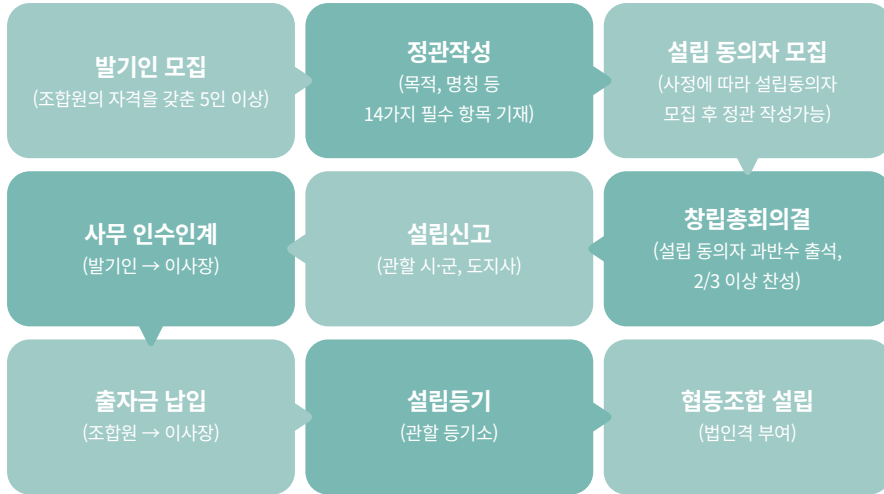 발기인 모집
(조합원의 자격을 갖춘 5인 이상)
정관작성
(목적, 명칭 등
14가지 필수 항목 기재)
설립 동의자 모집
(사정에 따라 설립동의자
모집 후 정관 작성가능)
창립총회의결
(설립 동의자 과반수 출석,
2/3 이상 찬성)
설립신고
(관할 시·군, 도지사)
사무 인수인계
(발기인 → 이사장)
출자금 납입
(조합원 → 이사장)
설립등기
(관할 등기소)
협동조합 설립
(법인격 부여)